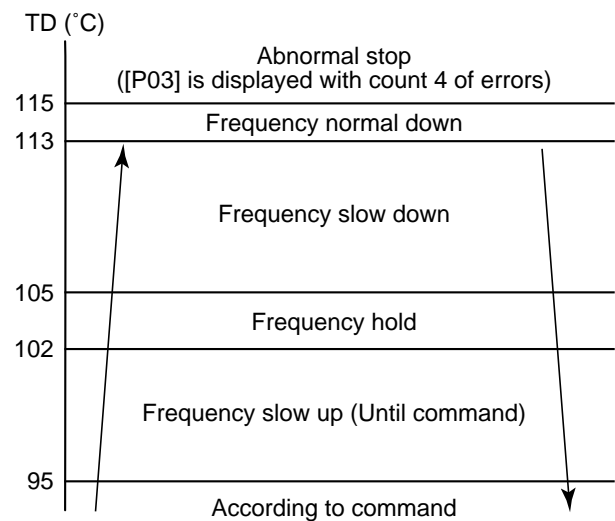 TD (˚C)
Abnormal stop
([P03] is displayed with count 4 of errors)
115
Frequency normal down
113
Frequency slow down
105
Frequency hold
102
Frequency slow up (Until command)
95
According to command